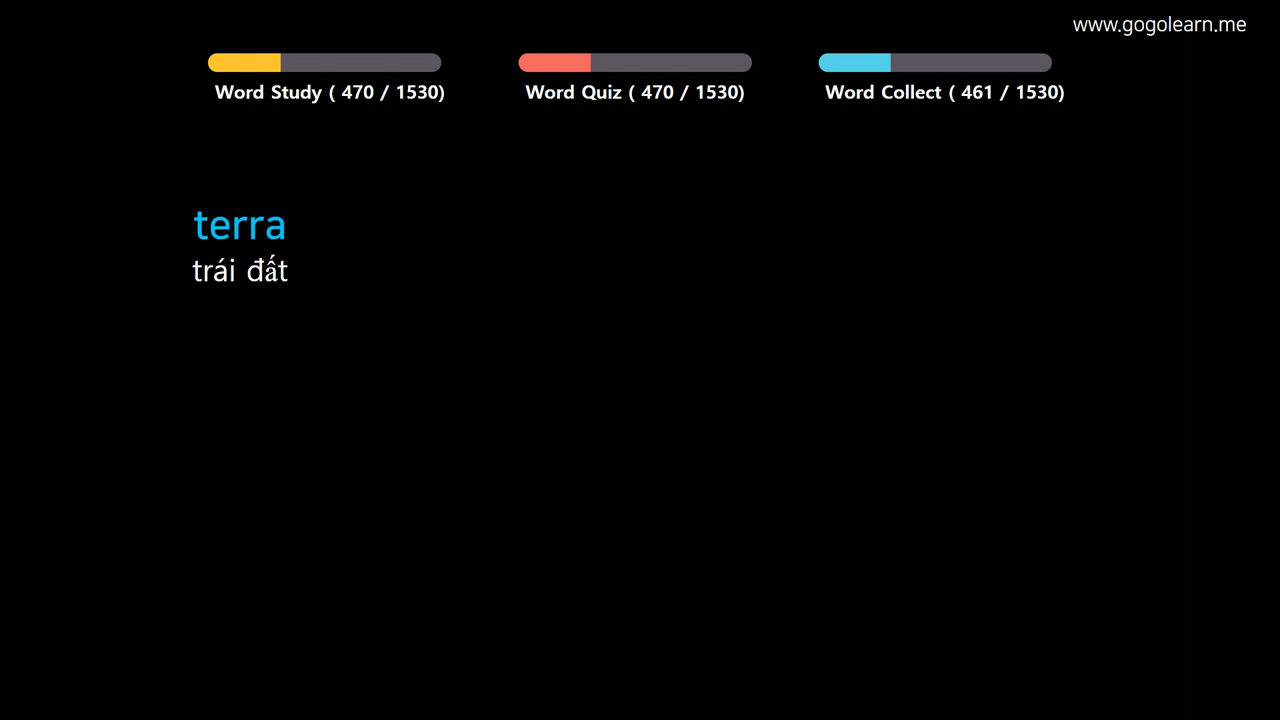 www.gogolearn.me
Word Study ( 470 / 1530)
Word Quiz ( 470 / 1530)
Word Collect ( 461 / 1530)
terra
trái đất